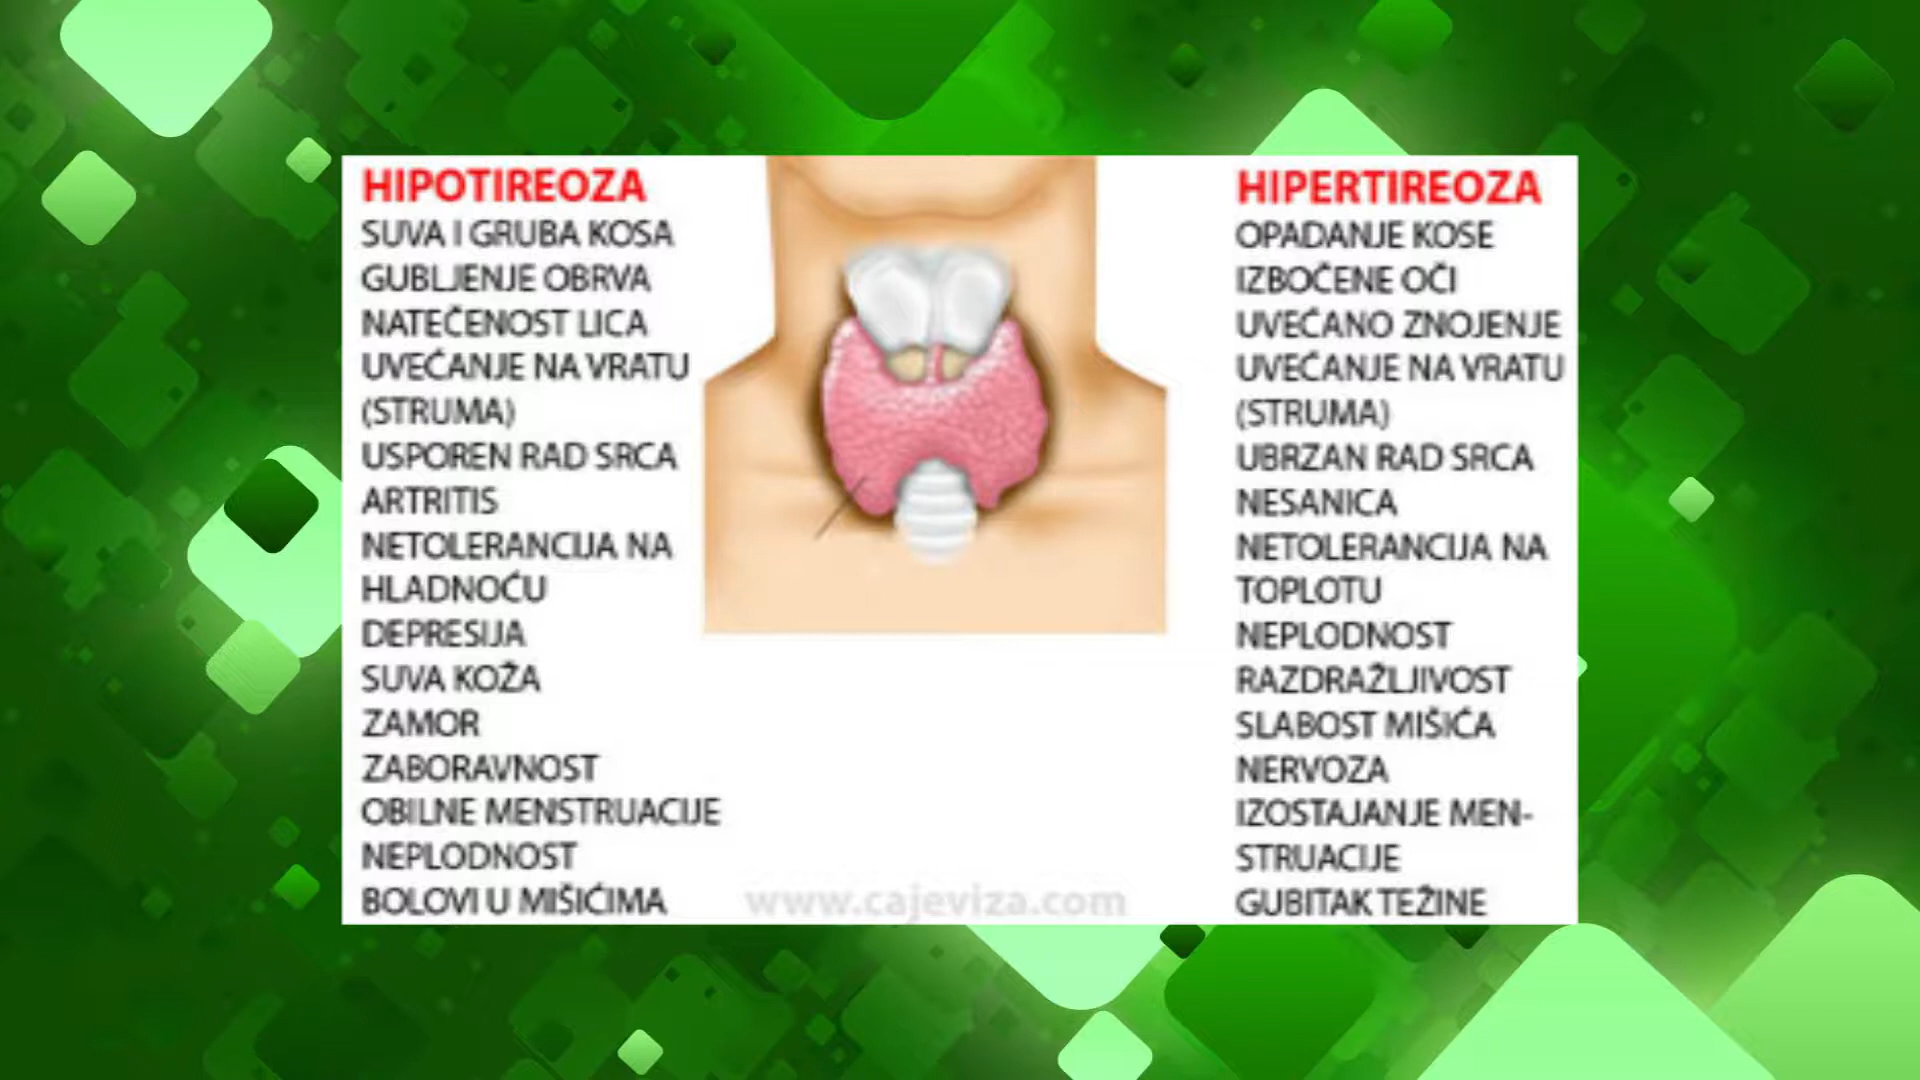 HIPOTIREOZA
SUVA I GRUBA KOSA
GUBLJENJE OBRVA
NATEČENOST LICA
UVEĆANJE NA VRATU
(STRUMA)
USPOREN RAD SRCA
ARTRITIS
NETOLERANCIJA NA
HLADNOĆU
DEPRESIJA
SUVA KOŽA
ZAMOR
ZABORAVNOST
OBILNE MENSTRUACIJE
NEPLODNOST
BOLOVI U MIŠIĆIMA
www.cajeviza.com
HIPERTIREOZA
OPADANJE KOSE
IZBOČENE OČI
UVEĆANO ZNOJENJE
UVEĆANJE NA VRATU
(STRUMA)
UBRZAN RAD SRCA
NESANICA
NETOLERANCIJA NA
TOPLOTU
NEPLODNOST
RAZDRAŽLJIVOST
SLABOST MIŠIĆA
NERVOZA
IZOSTAJANJE MEN-
STRUACIJE
GUBITAK TEŽINE